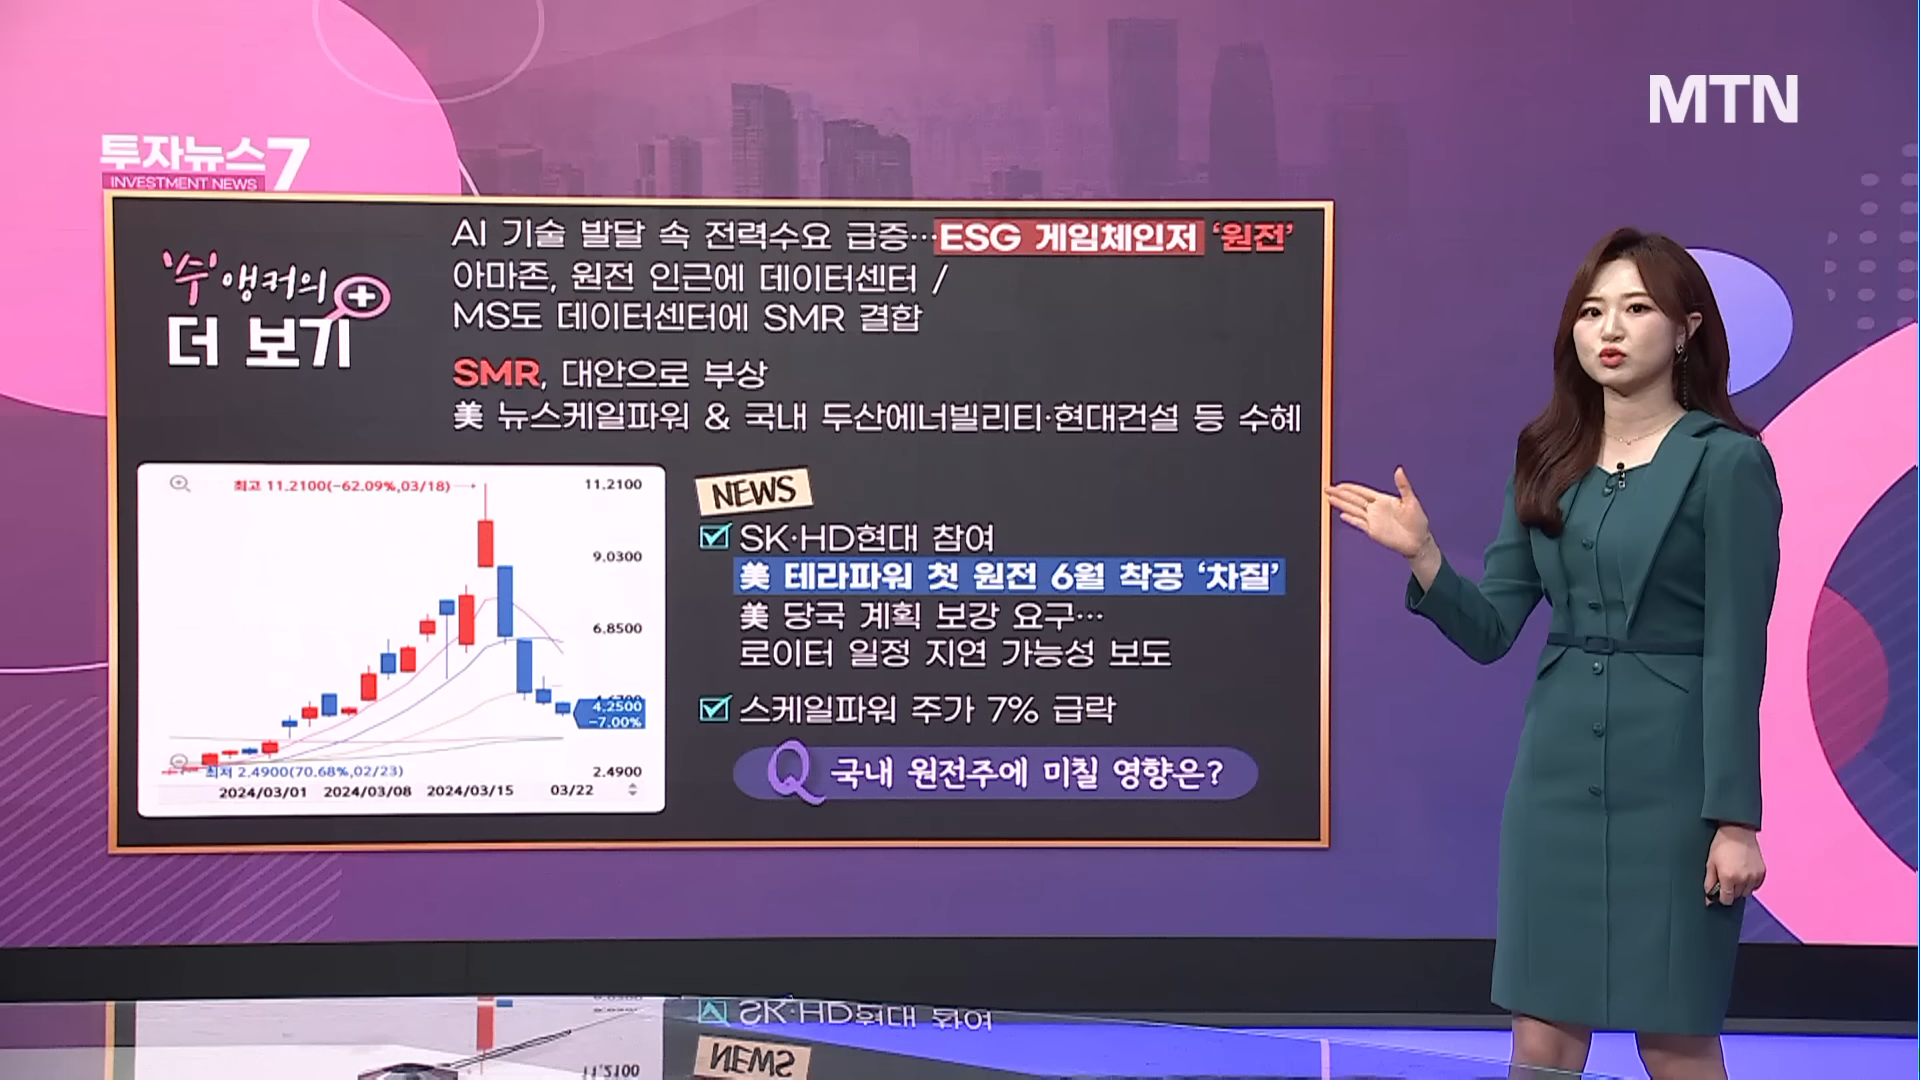 MTN
투자뉴스7
INVESTMENT NEWS
'수'앵커의
더 보기
AI 기술 발달 속 전력수요 급증…ESG 게임체인저 '원전'
아마존, 원전 인근에 데이터센터 /
MS도 데이터센터에 SMR 결합
SMR, 대안으로 부상
美 뉴스케일파워 & 국내 두산에너빌리티·현대건설 등 수혜
최고 11.2100(-62.09%,03/18)
11.2100
9.0300
6.8500
4.2500
-7.00%
최저 2.4900(70.68%,02/23)
2.4900
2024/03/01 2024/03/08 2024/03/15 03/22
NEWS
SK·HD현대 참여
美 테라파워 첫 원전 6월 착공 '차질'
美 당국 계획 보강 요구…
로이터 일정 지연 가능성 보도
스케일파워 주가 7% 급락
Q 국내 원전주에 미칠 영향은?